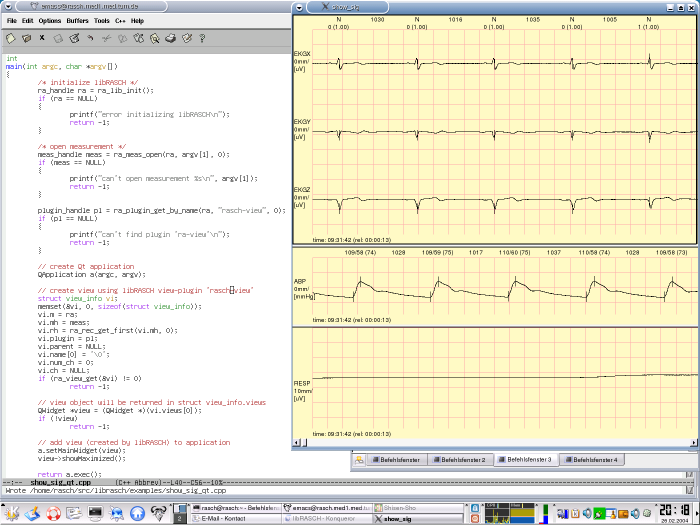 emacs@rasch.med1.med.tum.de
File Edit Options Buffers Tools C++ Help
int
main(int argc, char *argv[])
{
/* initialize libRASCH */
ra_handle ra = ra_lib_init();
if (ra == NULL)
{
printf("error initializing libRASCH\n");
return -1;
}
/* open measurement */
meas_handle meas = ra_meas_open(ra, argv[1], 0);
if (meas == NULL)
{
printf("can't open measurement %s\n", argv[1]);
return -1;
}
plugin_handle pl = ra_plugin_get_by_name(ra, "rasch-view", 0);
if (pl == NULL)
{
printf("can't find plugin 'ra-view'\n");
return -1;
}
// create Qt application
QApplication a(argc, argv);
// create view using libRASCH view-plugin 'rasch-view'
struct view_info vi;
memset(&vi, 0, sizeof(struct view_info));
vi.m = ra;
vi.mh = meas;
vi.rh = ra_rec_get_first(vi.mh, 0);
vi.plugin = pl;
vi.parent = NULL;
vi.name[0] = '\0';
vi.num_ch = 0;
vi.ch = NULL;
if (ra_view_get(&vi) != 0)
return -1;
// view object will be returned in struct view_info.views
QWidget *view = (QWidget *)(vi.views[0]);
if (!view)
return -1;
// add view (created by libRASCH) to application
a.setMainWidget(view);
view->showMaximized();
return a.exec();
--:-- show_sig_qt.cpp (C++ Abbrev)--L40--C56--10%
Wrote /home/rasch/src/librasch/examples/show_sig_qt.cpp
show_sig
N 1030 N 1016 N 1035 N 1005 N
0 (1.00) 0 (1.00) 0 (1.00) 0 (1.00) 1 (1.00)
EKGX
0mm/
[uV]
EKGY
0mm/
[uV]
EKGZ
0mm/
[uV]
time: 09:31:42 (rel: 00:00:13)
109/58 (74) 1028 109/59 (75) 1017 110/60 (75) 1037 110/58 (74) 1028 109/58 (73)
ABP
0mm/
[mmHg]
time: 09:31:42 (rel: 00:00:13)
RESP
10mm/
[uV]
time: 09:31:42 (rel: 00:00:13)
Befehlsfenster Befehlsfenster 2 Befehlsfenster 3 Befehlsfenster 4
2
rasch@rasch:~ - Befehlsfens
emacs@rasch.med1.med.tu
Shisen-Sho
E-Mail - Kontact
libRASCH - Konqueror
show_sig
20:18
26.02.2004